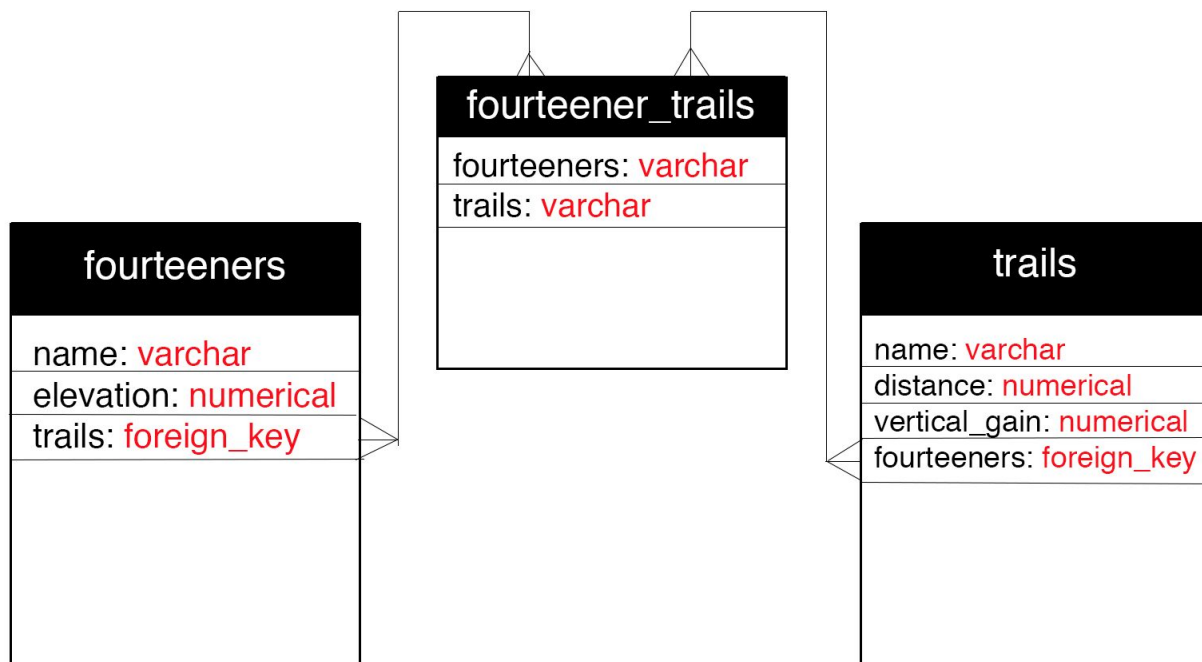 fourteener_trails
fourteeners: varchar
trails: varchar
fourteeners
name: varchar
elevation: numerical
trails: foreign_key
trails
name: varchar
distance: numerical
vertical_gain: numerical
fourteeners: foreign_key